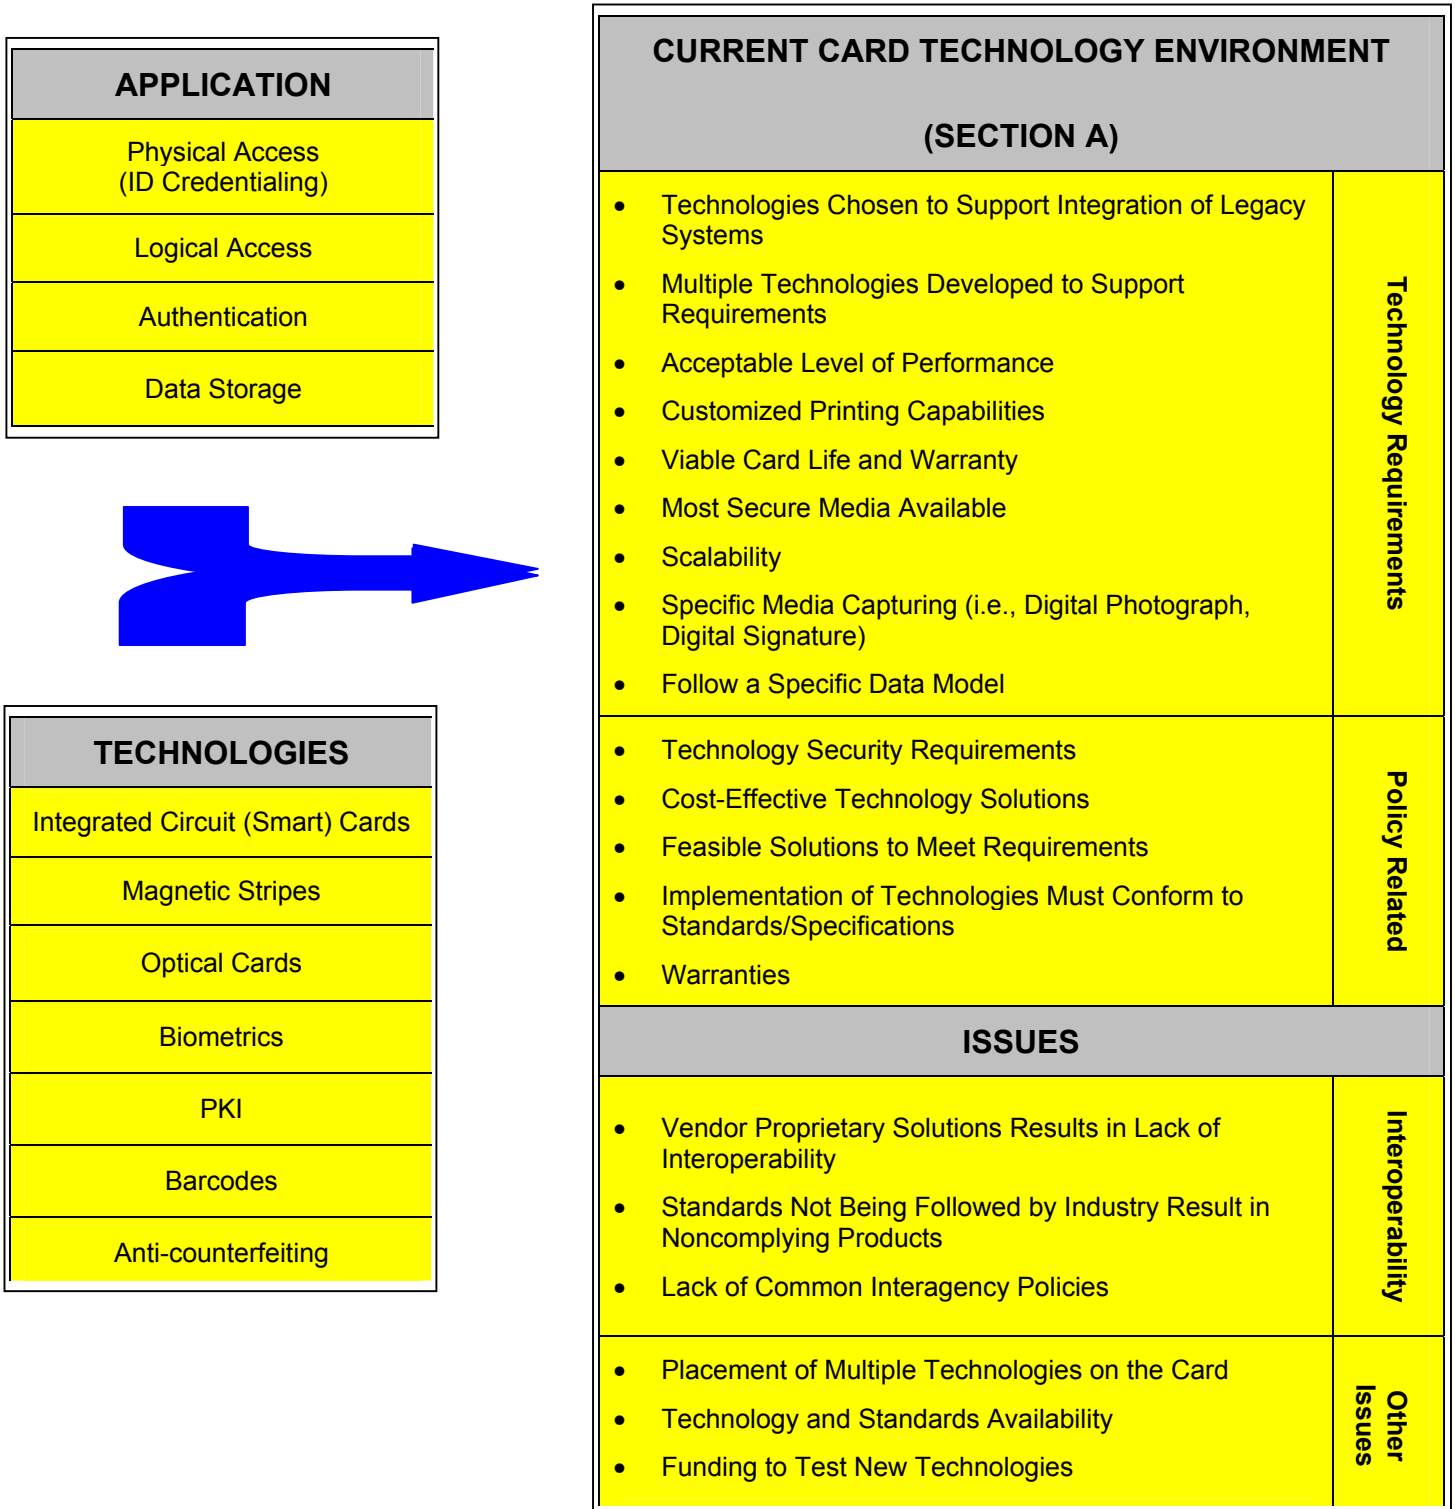 APPLICATION
Physical Access
(ID Credentialing)
Logical Access
Authentication
Data Storage
TECHNOLOGIES
Integrated Circuit (Smart) Cards
Magnetic Stripes
Optical Cards
Biometrics
PKI
Barcodes
Anti-counterfeiting
CURRENT CARD TECHNOLOGY ENVIRONMENT
(SECTION A)
• Technologies Chosen to Support Integration of Legacy
Systems
• Multiple Technologies Developed to Support
Requirements
• Acceptable Level of Performance
• Customized Printing Capabilities
• Viable Card Life and Warranty
• Most Secure Media Available
• Scalability
• Specific Media Capturing (i.e., Digital Photograph,
Digital Signature)
• Follow a Specific Data Model
Technology Requirements
• Technology Security Requirements
• Cost-Effective Technology Solutions
• Feasible Solutions to Meet Requirements
• Implementation of Technologies Must Conform to
Standards/Specifications
• Warranties
Policy Related
ISSUES
• Vendor Proprietary Solutions Results in Lack of
Interoperability
• Standards Not Being Followed by Industry Result in
Noncomplying Products
• Lack of Common Interagency Policies
Interoperability
• Placement of Multiple Technologies on the Card
• Technology and Standards Availability
• Funding to Test New Technologies
Other
Issues